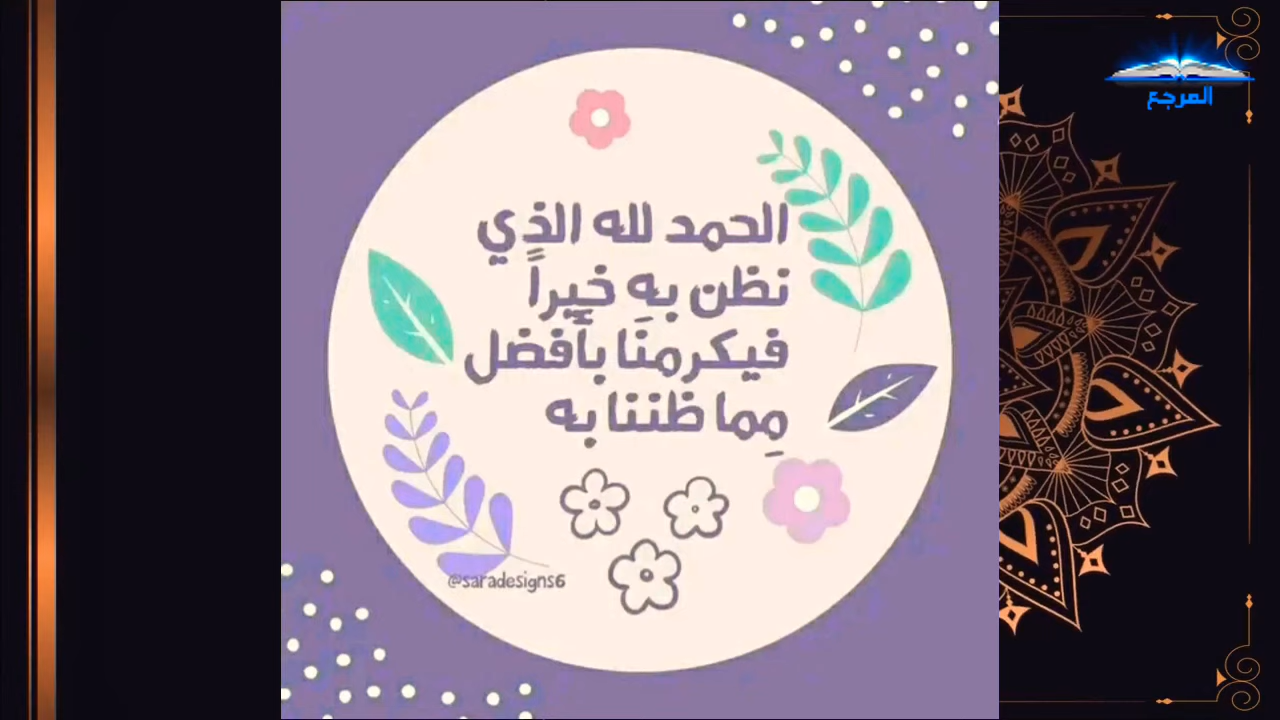 المرجع
الحمد لله الذي
نظن بهِ خيراً
فيكرمنَا بأفضل
مِما ظننا به
@saradesigns6